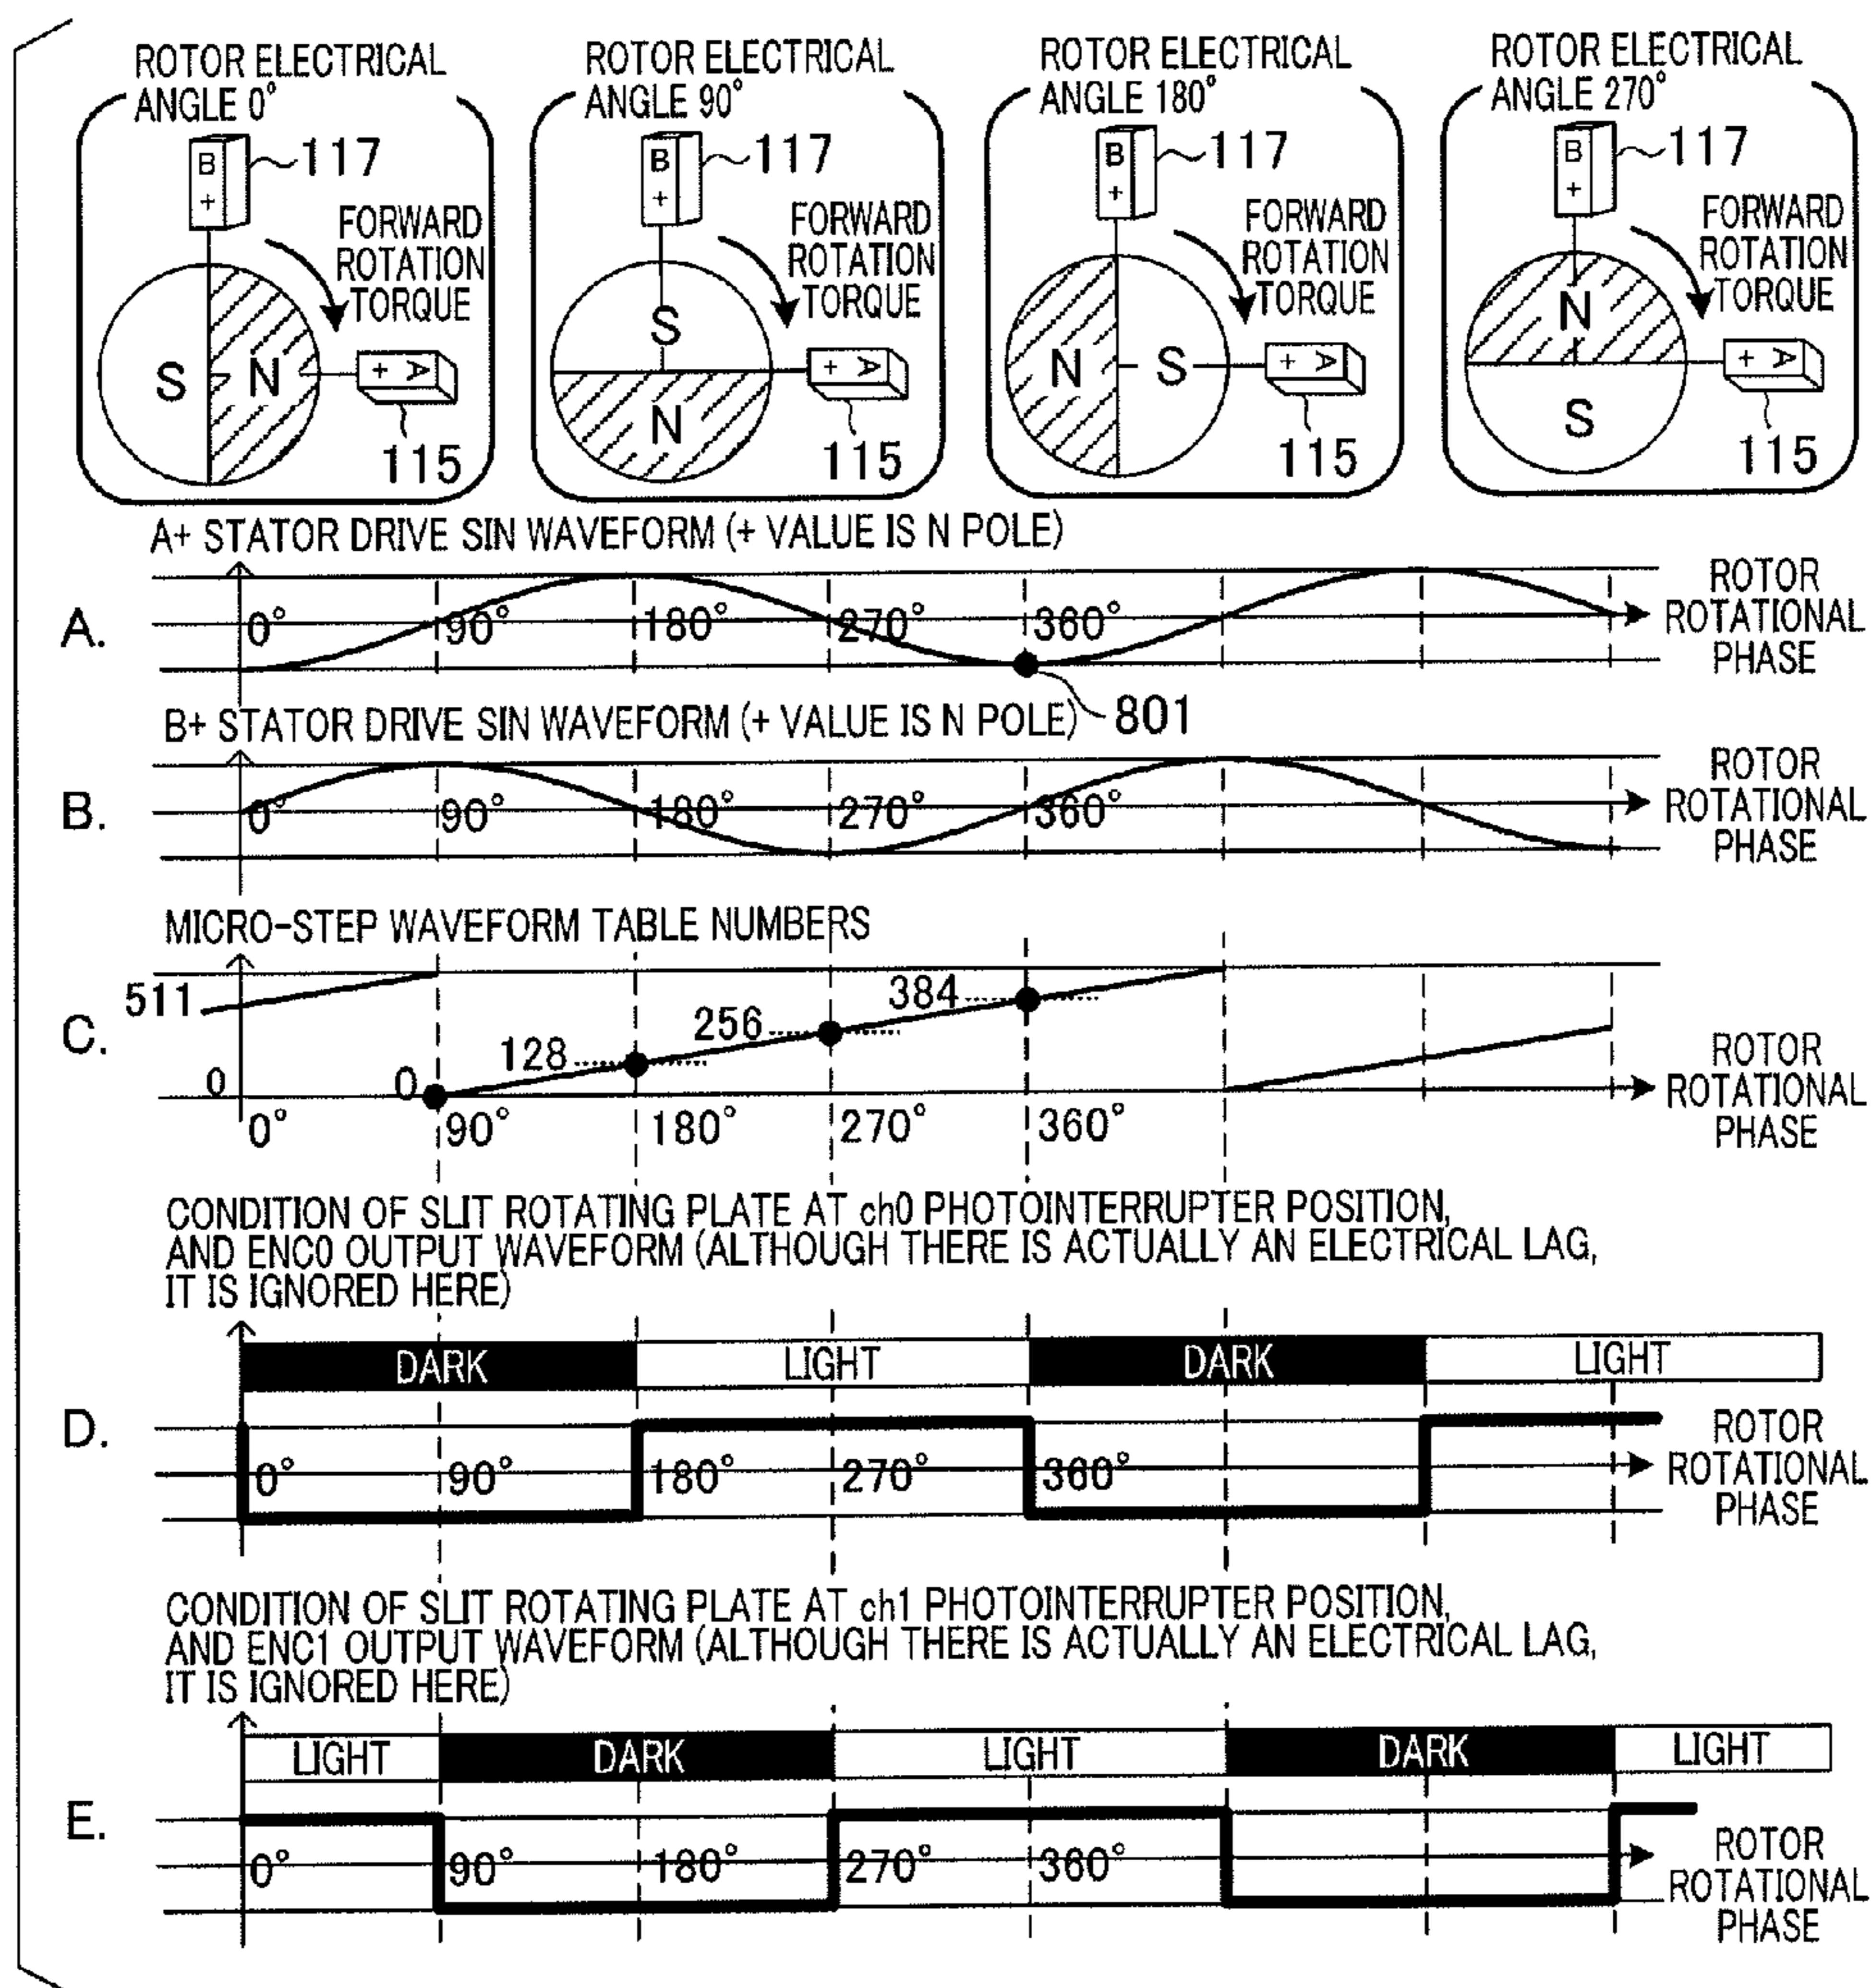 ROTOR ELECTRICAL
ANGLE 0°
B
+
117
FORWARD
ROTATION
TORQUE
S
N
+ A
115
ROTOR ELECTRICAL
ANGLE 90°
B
+
117
FORWARD
ROTATION
TORQUE
S
N
+ A
115
ROTOR ELECTRICAL
ANGLE 180°
B
+
117
FORWARD
ROTATION
TORQUE
N
S
+ A
115
ROTOR ELECTRICAL
ANGLE 270°
B
+
117
FORWARD
ROTATION
TORQUE
N
S
+ A
115
A+ STATOR DRIVE SIN WAVEFORM (+ VALUE IS N POLE)
A.
0° 90° 180° 270° 360°
ROTOR
ROTATIONAL
PHASE
801
B+ STATOR DRIVE SIN WAVEFORM (+ VALUE IS N POLE)
B.
0° 90° 180° 270° 360°
ROTOR
ROTATIONAL
PHASE
MICRO-STEP WAVEFORM TABLE NUMBERS
C.
511
384
256
128
0 0
0° 90° 180° 270° 360°
ROTOR
ROTATIONAL
PHASE
CONDITION OF SLIT ROTATING PLATE AT ch0 PHOTOINTERRUPTER POSITION,
AND ENC0 OUTPUT WAVEFORM (ALTHOUGH THERE IS ACTUALLY AN ELECTRICAL LAG,
IT IS IGNORED HERE)
DARK LIGHT DARK LIGHT
D.
0° 90° 180° 270° 360°
ROTOR
ROTATIONAL
PHASE
CONDITION OF SLIT ROTATING PLATE AT ch1 PHOTOINTERRUPTER POSITION,
AND ENC1 OUTPUT WAVEFORM (ALTHOUGH THERE IS ACTUALLY AN ELECTRICAL LAG,
IT IS IGNORED HERE)
LIGHT DARK LIGHT DARK LIGHT
E.
0° 90° 180° 270° 360°
ROTOR
ROTATIONAL
PHASE